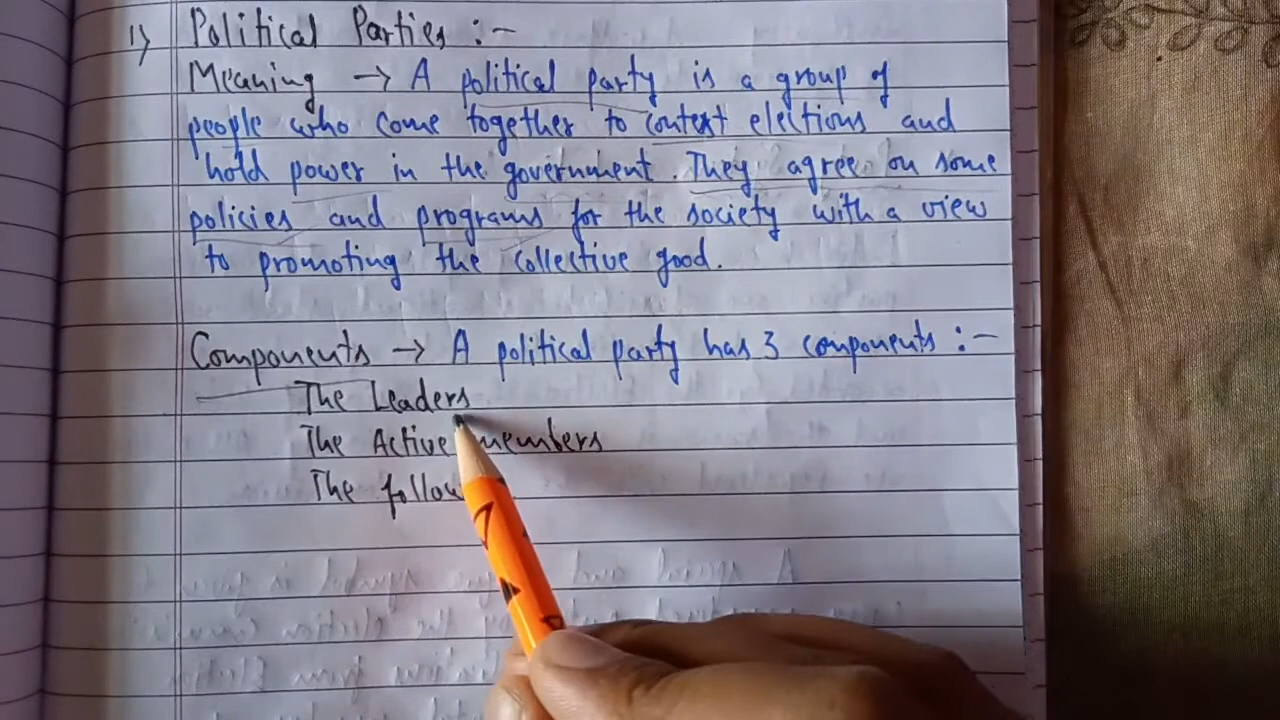 1) Political Parties :-
Meaning → A political party is a group of
people who come together to contest elections and
hold power in the government. They agree on some
policies and programs for the society with a view
to promoting the collective good.
Components → A political party has 3 components :-
The Leaders
The Active members
The